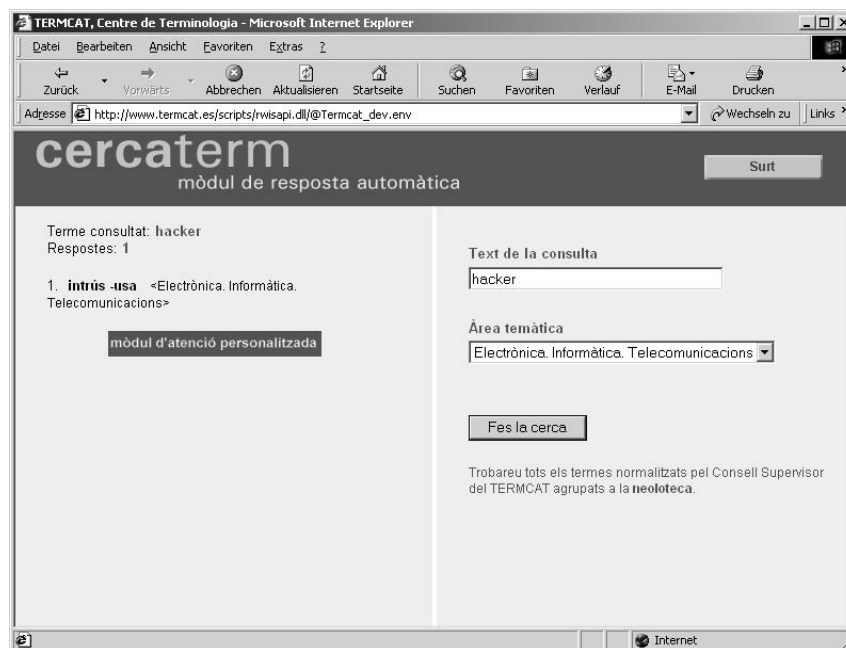 TERMCAT, Centre de Terminologia - Microsoft Internet Explorer
Datei Bearbeiten Ansicht Favoriten Extras ?
Zurück Vorwärts Abbrechen Aktualisieren Startseite Suchen Favoriten Verlauf E-Mail Drucken
Adresse http://www.termcat.es/scripts/rwisapi.dll/@Termcat_dev.env Wechseln zu Links
cercaterm
mòdul de resposta automàtica
Surt
Terme consultat: hacker
Respostes: 1
1. intrús -usa <Electrònica. Informàtica.
Telecomunicacions>
mòdul d'atenció personalitzada
Text de la consulta
hacker
Àrea temàtica
Electrònica. Informàtica. Telecomunicacions
Fes la cerca
Trobareu tots els termes normalitzats pel Consell Supervisor
del TERMCAT agrupats a la neoloteca.
Internet